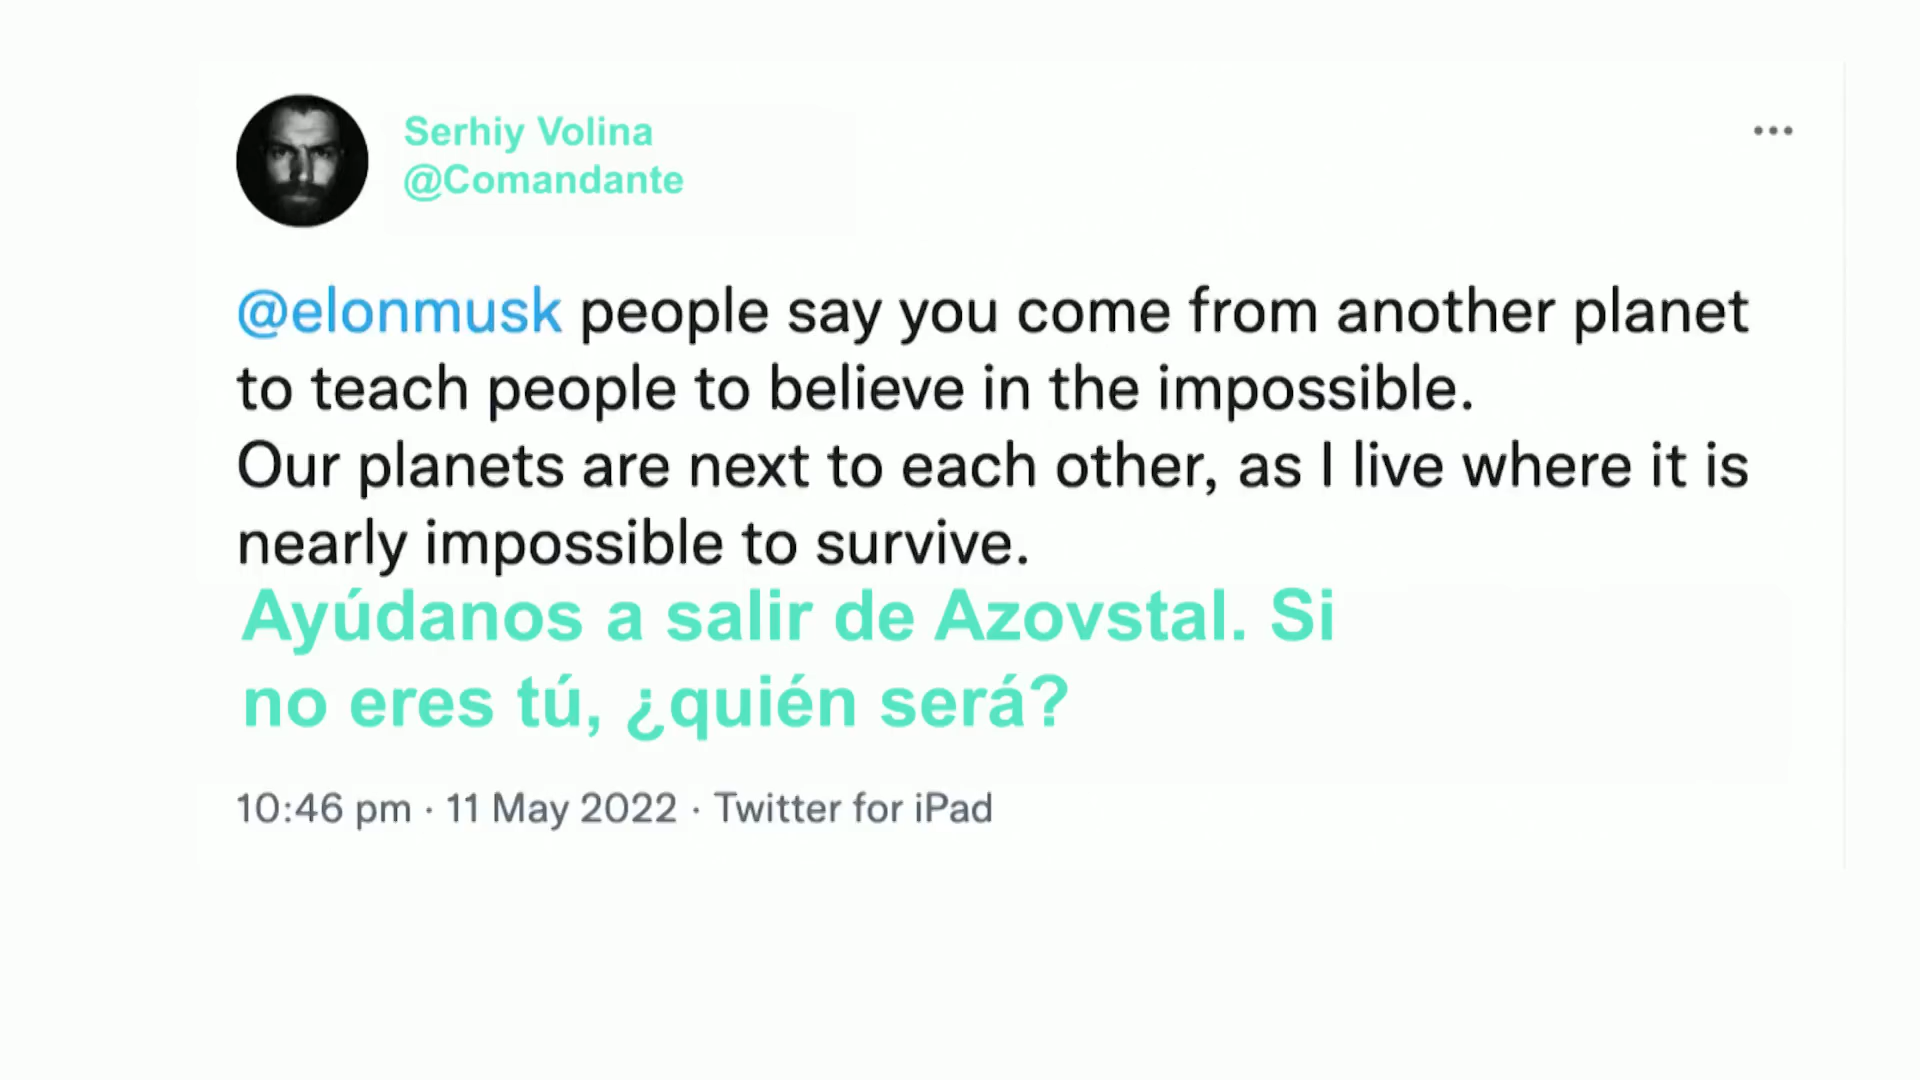 Serhiy Volina
@Comandante
@elonmusk people say you come from another planet
to teach people to believe in the impossible.
Our planets are next to each other, as I live where it is
nearly impossible to survive.
Ayúdanos a salir de Azovstal. Si
no eres tú, ¿quién será?
10:46 pm · 11 May 2022 · Twitter for iPad